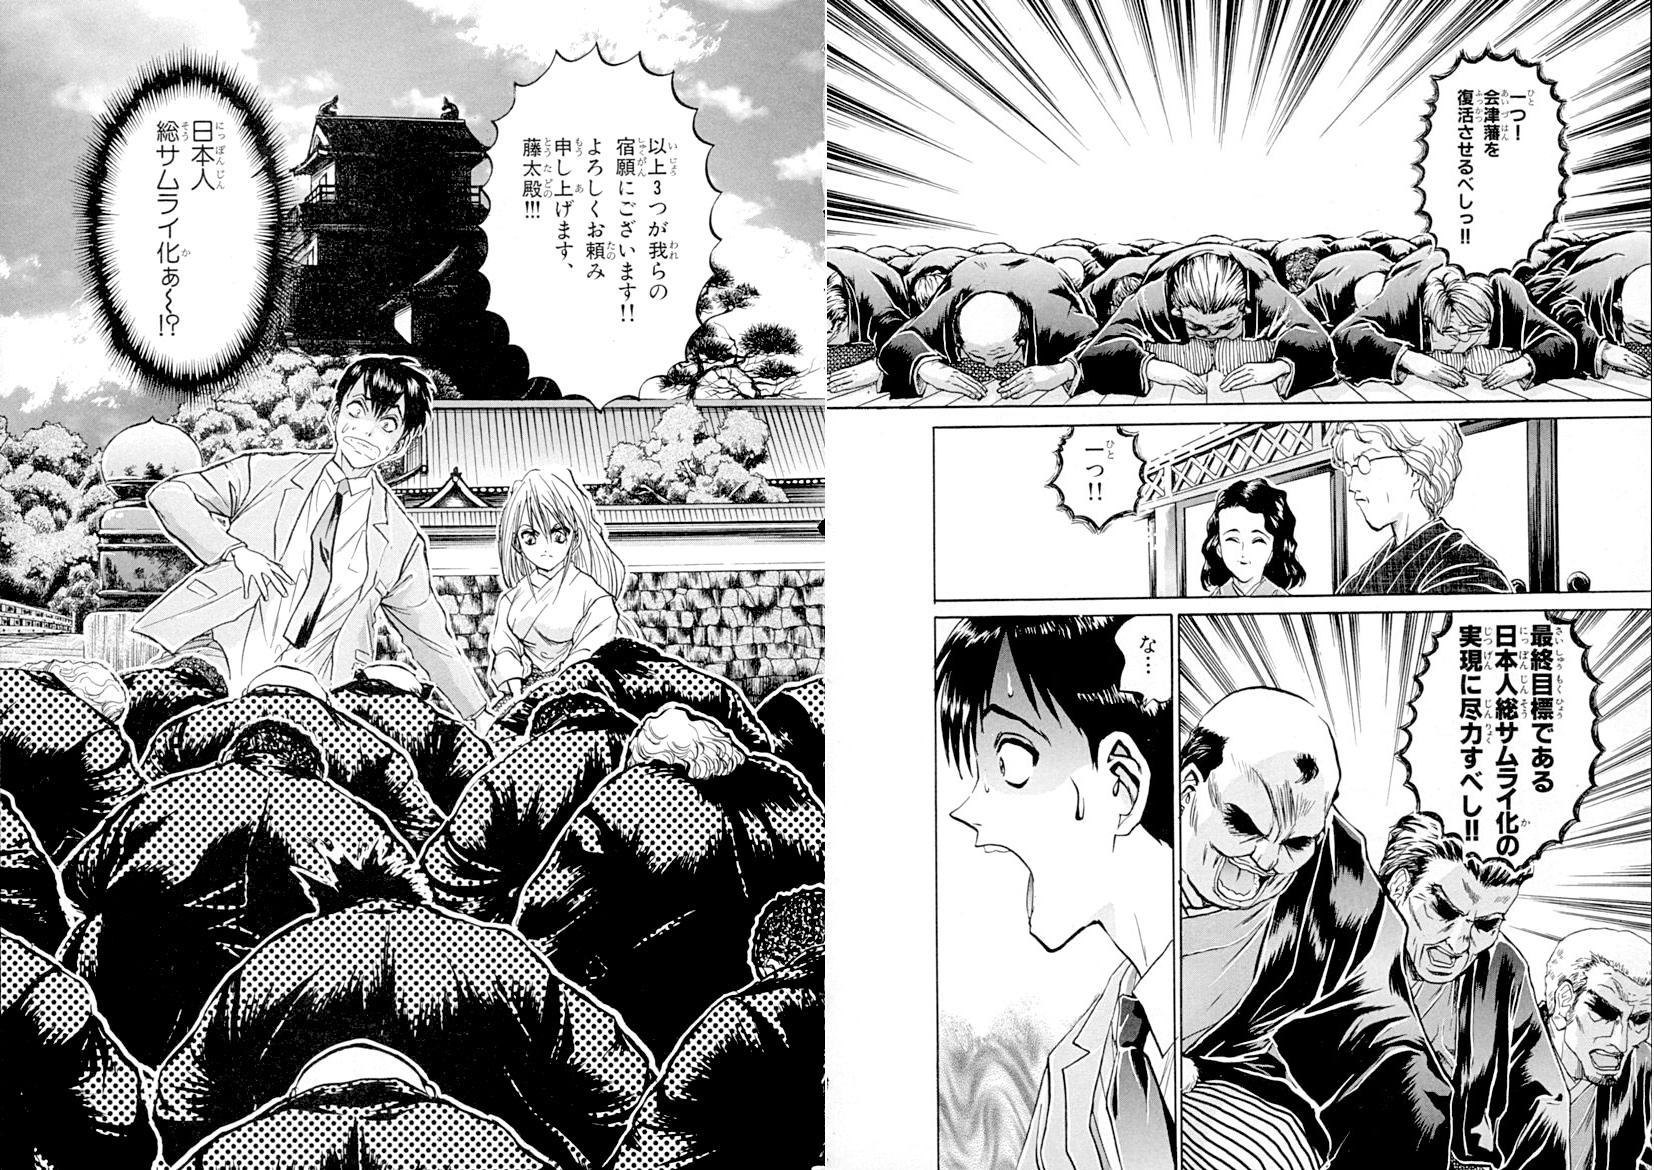 一つ!
会津藩を
復活させるべしっ!!
一つ!!
最終目標である
日本人総サムライ化の
実現に尽力すべし!!
な…
以上3つが我らの
宿願にございます!!
よろしくお頼み
申し上げます、
藤太殿!!!
日本人
総サムライ化ぁ〜!?